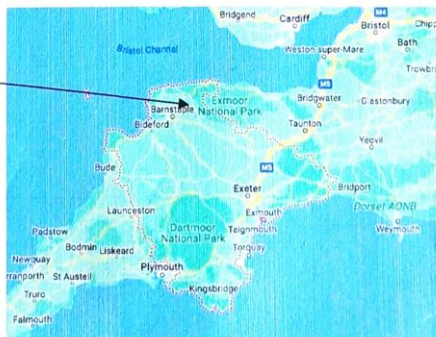 Bridgend
Cardiff
M4
Bristol
Chipp
Bristol Channel
Weston-super-Mare
Bath
Trowbri
M5
Exmoor
National Park
Barnstaple
Bideford
Bridgwater
Glastonbury
Taunton
Yeovil
Bude
M5
Exeter
Bridport
Launceston
Dartmoor
National Park
Exmouth
Teignmouth
Dorset AONB
Weymouth
Padstow
Bodmin
Liskeard
Torquay
Newquay
Plymouth
rranporth
St Austell
Kingsbridge
Truro
Falmouth